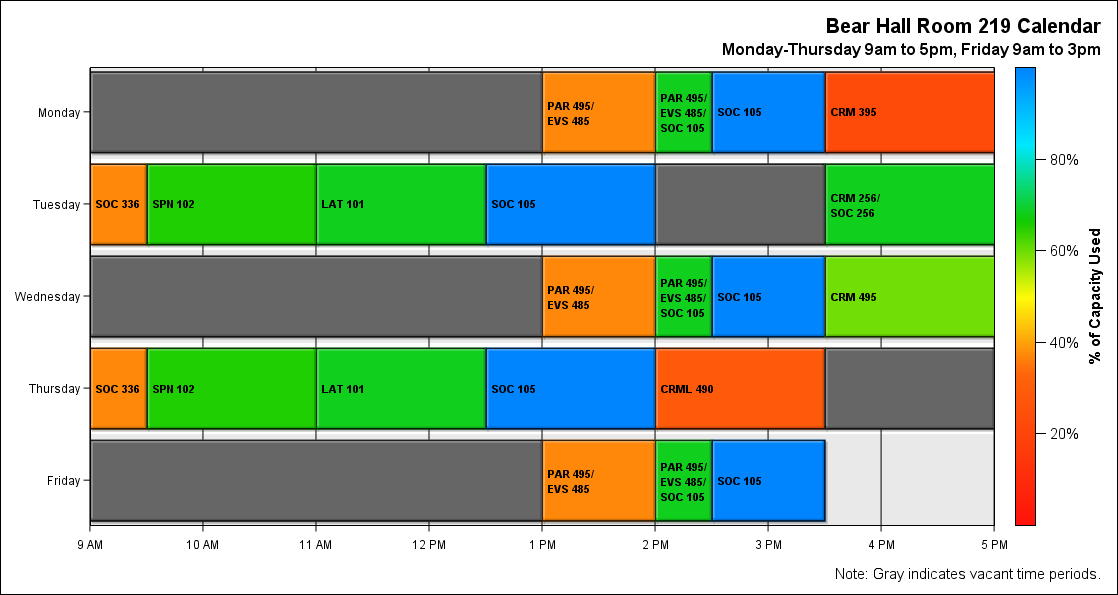 Bear Hall Room 219 Calendar
Monday-Thursday 9am to 5pm, Friday 9am to 3pm
Monday
PAR 495/
EVS 485
PAR 495/
EVS 485/
SOC 105
SOC 105
CRM 395
Tuesday
SOC 336
SPN 102
LAT 101
SOC 105
CRM 256/
SOC 256
Wednesday
PAR 495/
EVS 485
PAR 495/
EVS 485/
SOC 105
SOC 105
CRM 495
Thursday
SOC 336
SPN 102
LAT 101
SOC 105
CRML 490
Friday
PAR 495/
EVS 485
PAR 495/
EVS 485/
SOC 105
SOC 105
9 AM
10 AM
11 AM
12 PM
1 PM
2 PM
3 PM
4 PM
5 PM
80%
60%
40%
20%
% of Capacity Used
Note: Gray indicates vacant time periods.